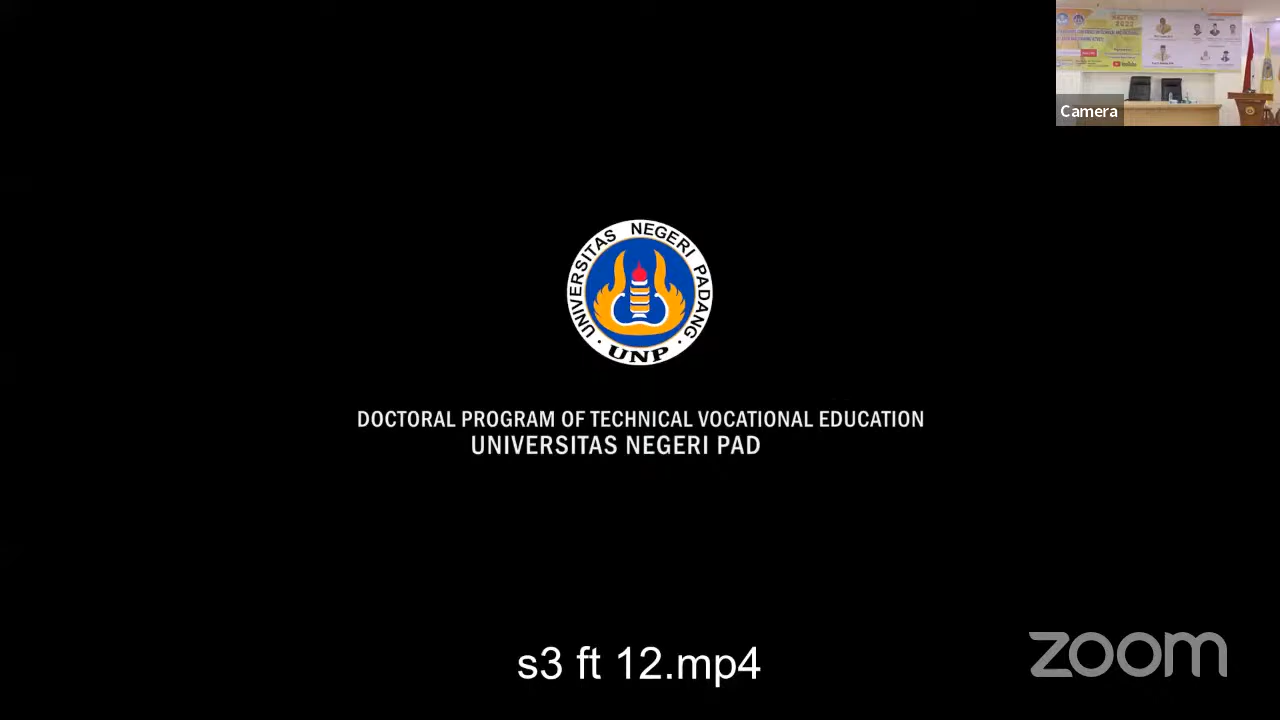 Camera
UNIVERSITAS NEGERI PADANG
UNP
DOCTORAL PROGRAM OF TECHNICAL VOCATIONAL EDUCATION
UNIVERSITAS NEGERI PAD
s3 ft 12.mp4
zoom